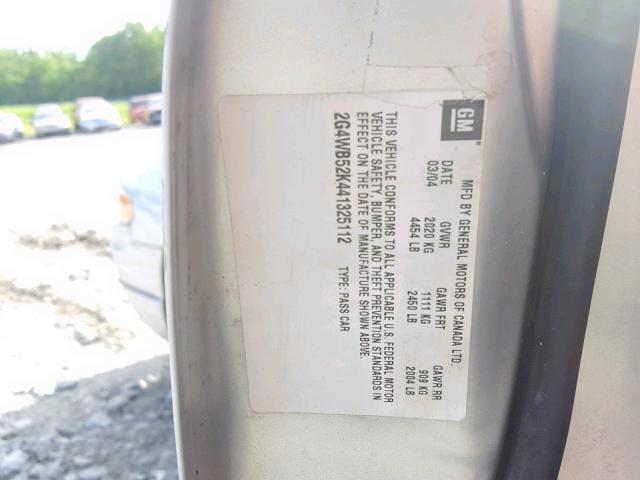 GM
MFD BY GENERAL MOTORS OF CANADA LTD.
DATE GVWR GAWR FRT GAWR RR
03/04 2020 KG 1111 KG 909 KG
4454 LB 2450 LB 2004 LB
THIS VEHICLE CONFORMS TO ALL APPLICABLE U.S. FEDERAL MOTOR
VEHICLE SAFETY, BUMPER, AND THEFT PREVENTION STANDARDS IN
EFFECT ON THE DATE OF MANUFACTURE SHOWN ABOVE.
2G4WB52K441325112 TYPE: PASS CAR